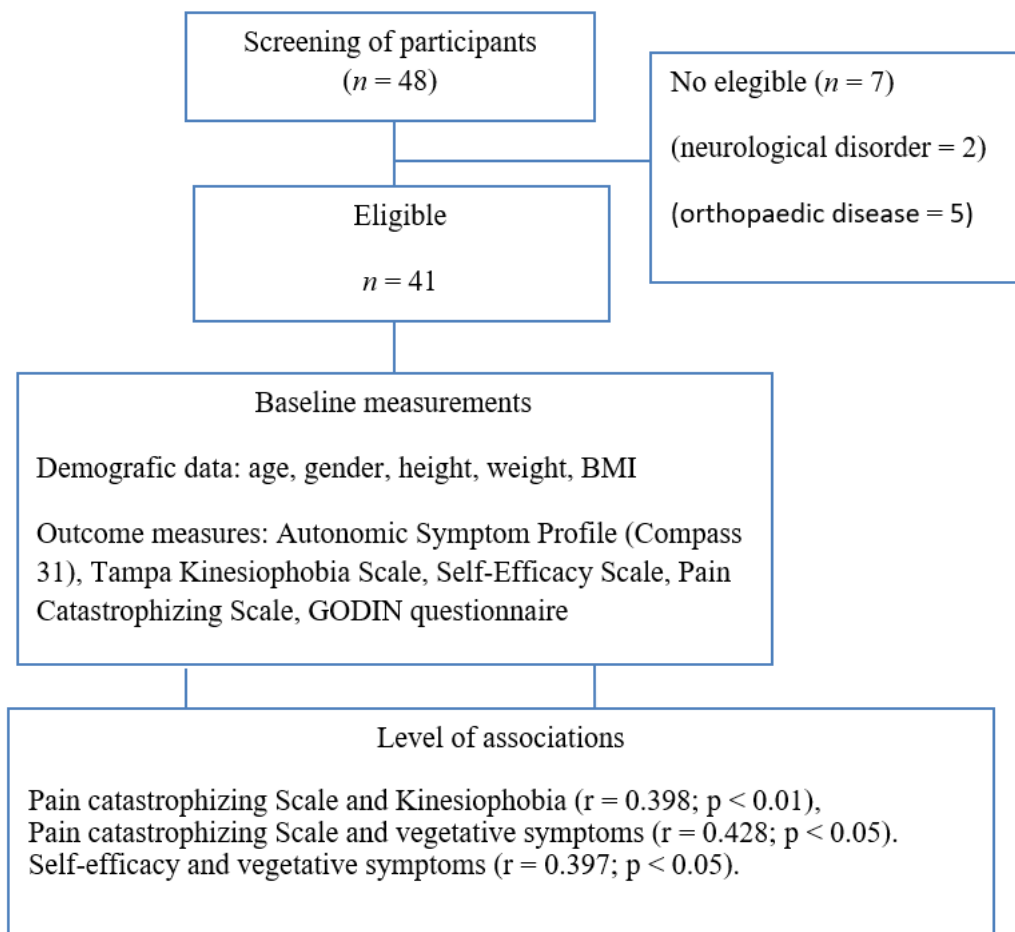 Screening of participants
(n = 48)
No elegible (n = 7)
(neurological disorder = 2)
(orthopaedic disease = 5)
Eligible
n = 41
Baseline measurements
Demografic data: age, gender, height, weight, BMI
Outcome measures: Autonomic Symptom Profile (Compass
31), Tampa Kinesiophobia Scale, Self-Efficacy Scale, Pain
Catastrophizing Scale, GODIN questionnaire
Level of associations
Pain catastrophizing Scale and Kinesiophobia (r = 0.398; p < 0.01),
Pain catastrophizing Scale and vegetative symptoms (r = 0.428; p < 0.05).
Self-efficacy and vegetative symptoms (r = 0.397; p < 0.05).